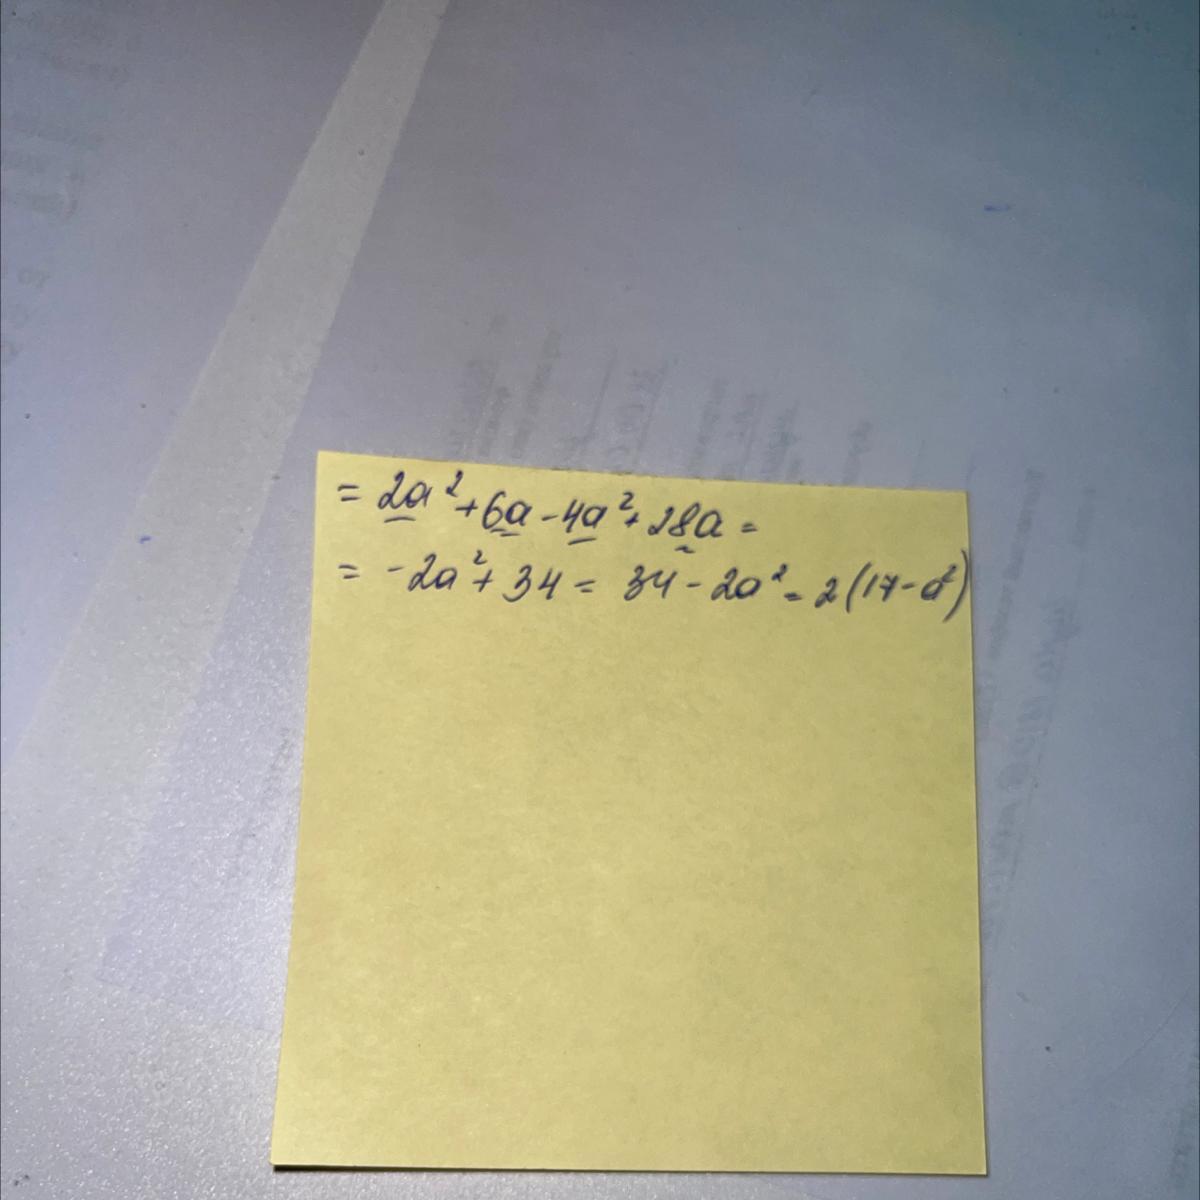 = 2a² + 6a - 4a² + 28a =
= -2a² + 34 = 34 - 2a² = 2(17 - a²)